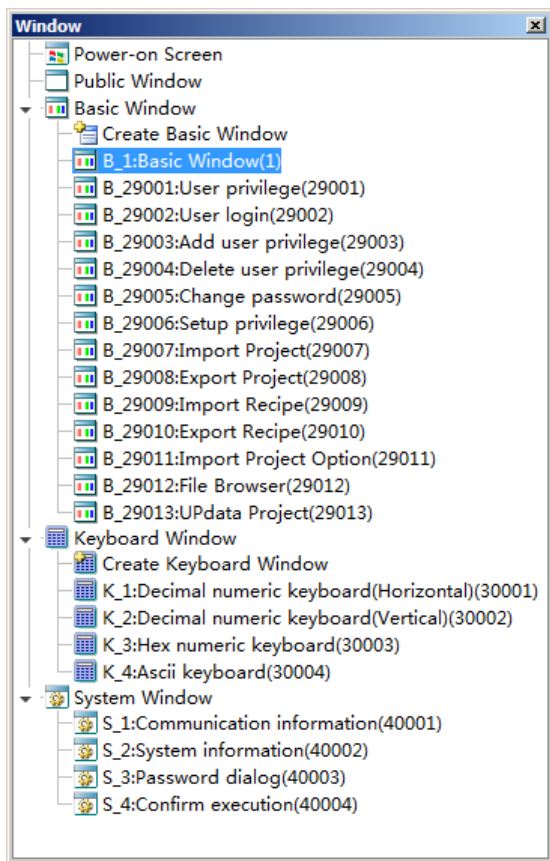 Window
Power-on Screen
Public Window
Basic Window
Create Basic Window
B_1:Basic Window(1)
B_29001:User privilege(29001)
B_29002:User login(29002)
B_29003:Add user privilege(29003)
B_29004:Delete user privilege(29004)
B_29005:Change password(29005)
B_29006:Setup privilege(29006)
B_29007:Import Project(29007)
B_29008:Export Project(29008)
B_29009:Import Recipe(29009)
B_29010:Export Recipe(29010)
B_29011:Import Project Option(29011)
B_29012:File Browser(29012)
B_29013:UPdata Project(29013)
Keyboard Window
Create Keyboard Window
K_1:Decimal numeric keyboard(Horizontal)(30001)
K_2:Decimal numeric keyboard(Vertical)(30002)
K_3:Hex numeric keyboard(30003)
K_4:Ascii keyboard(30004)
System Window
S_1:Communication information(40001)
S_2:System information(40002)
S_3:Password dialog(40003)
S_4:Confirm execution(40004)